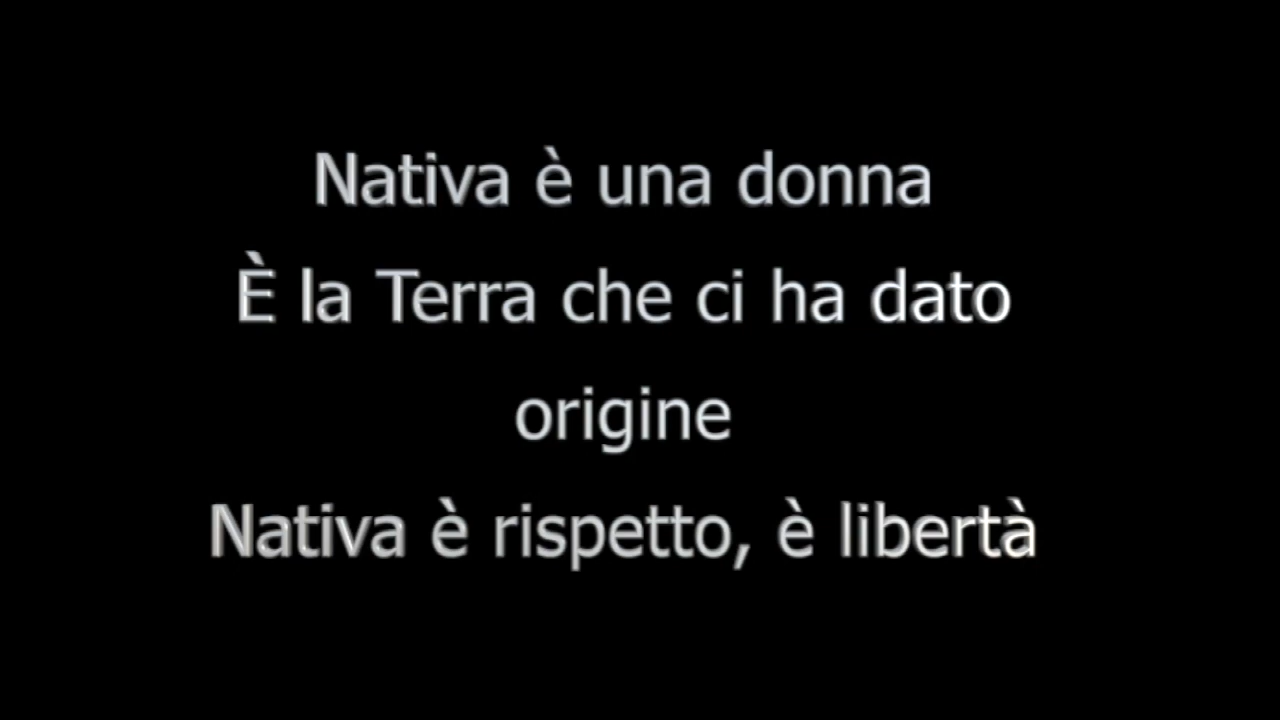 Nativa è una donna
È la Terra che ci ha dato
origine
Nativa è rispetto, è libertà